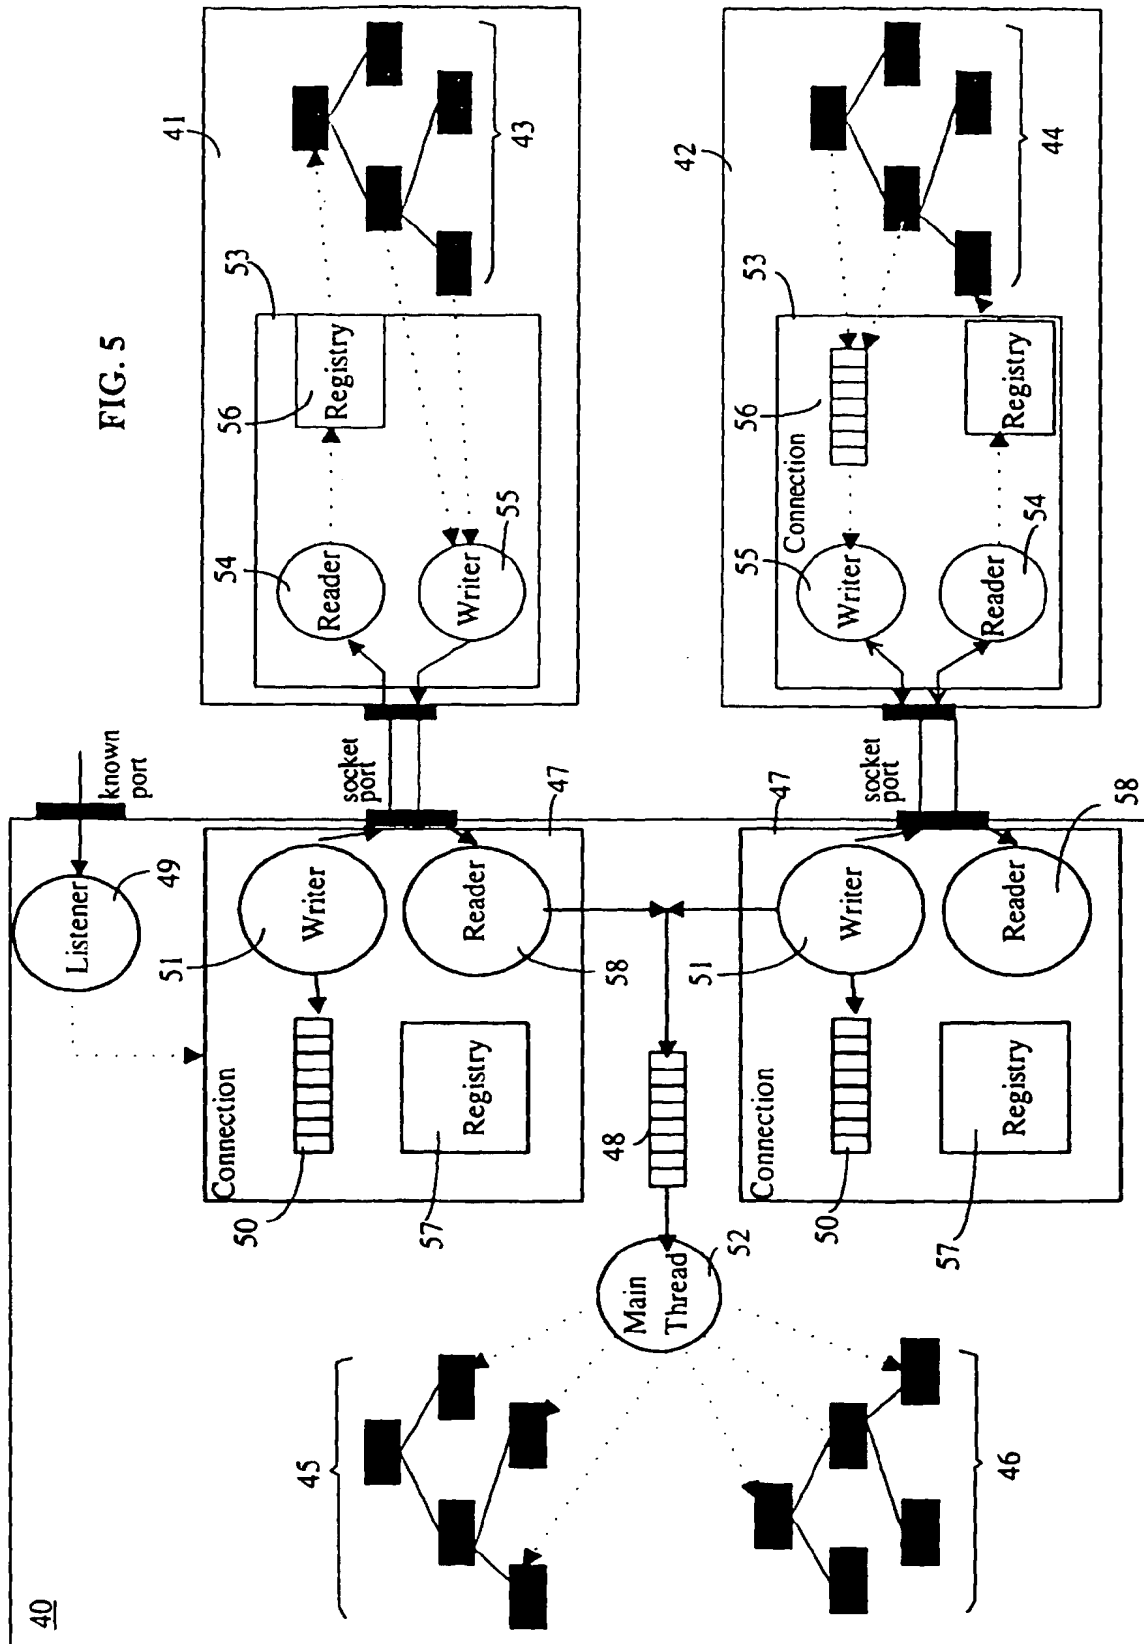 FIG. 5
40
Listener
49
known
port
Connection
50
51
Writer
Reader
58
57
Registry
47
socket
port
41
53
54
Reader
56
Registry
Writer
55
43
45
46
Main
Thread
52
48
Connection
50
51
Writer
Reader
58
57
Registry
47
socket
port
42
53
Connection
55
Writer
56
Reader
54
Registry
44